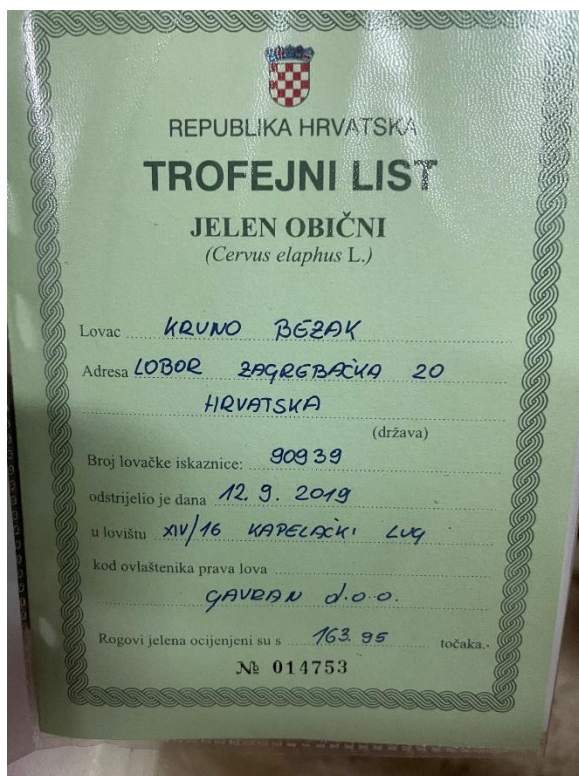 REPUBLIKA HRVATSKA
TROFEJNI LIST
JELEN OBIČNI
(Cervus elaphus L.)
Lovac KRUNO BEZAK
Adresa LOBOR ZAGREBAČKA 20
HRVATSKA
(država)
Broj lovačke iskaznice: 90939
odstrijelio je dana 12. 9. 2019
u lovištu XIV/16 KAPELAČKI LUG
kod ovlaštenika prava lova
GAVRAN d.o.o.
Rogovi jelena ocijenjeni su s 163.95 točaka.
№ 014753